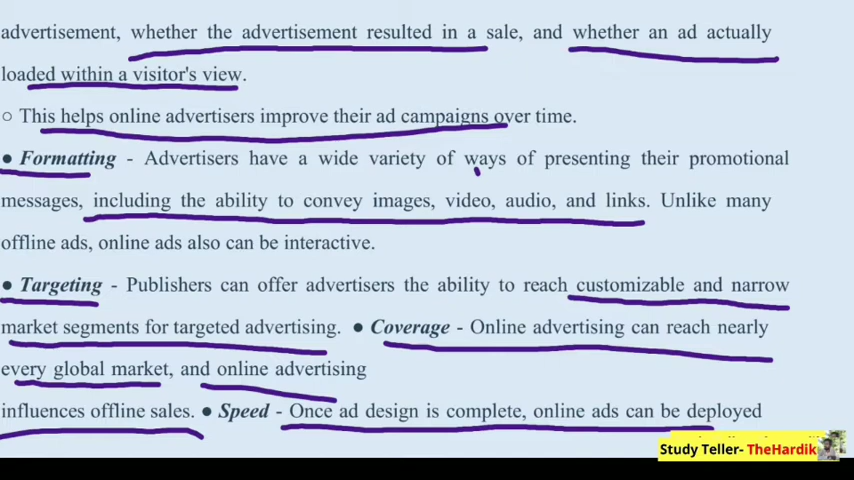 advertisement, whether the advertisement resulted in a sale, and whether an ad actually
loaded within a visitor's view.
○ This helps online advertisers improve their ad campaigns over time.
● Formatting - Advertisers have a wide variety of ways of presenting their promotional
messages, including the ability to convey images, video, audio, and links. Unlike many
offline ads, online ads also can be interactive.
● Targeting - Publishers can offer advertisers the ability to reach customizable and narrow
market segments for targeted advertising. ● Coverage - Online advertising can reach nearly
every global market, and online advertising
influences offline sales. ● Speed - Once ad design is complete, online ads can be deployed
Study Teller- TheHardik